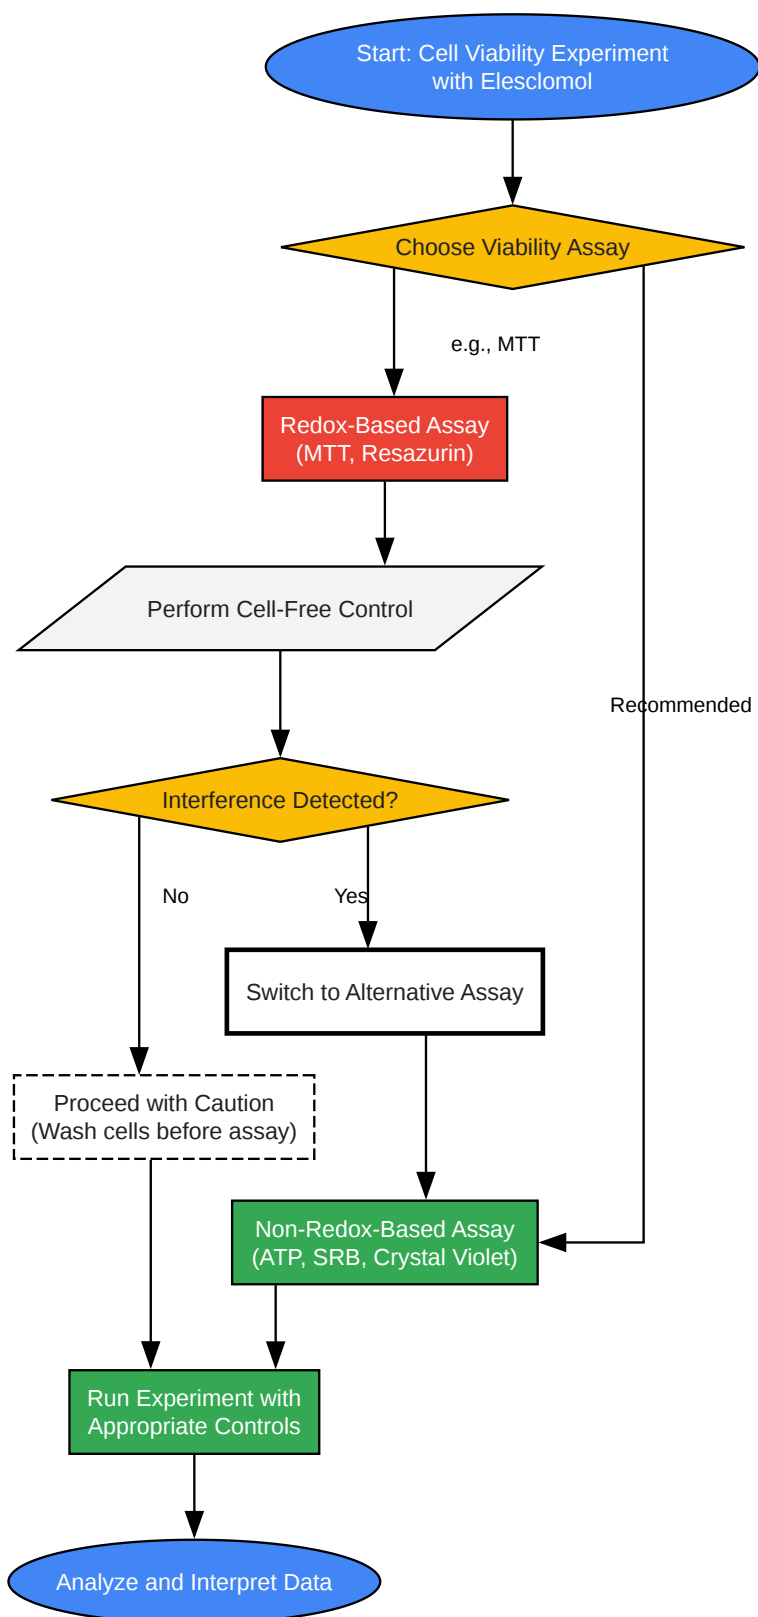 Start: Cell Viability Experiment
with Elesclomol
Choose Viability Assay
e.g., MTT
Redox-Based Assay
(MTT, Resazurin)
Perform Cell-Free Control
Recommended
Interference Detected?
No
Yes
Switch to Alternative Assay
Proceed with Caution
(Wash cells before assay)
Non-Redox-Based Assay
(ATP, SRB, Crystal Violet)
Run Experiment with
Appropriate Controls
Analyze and Interpret Data